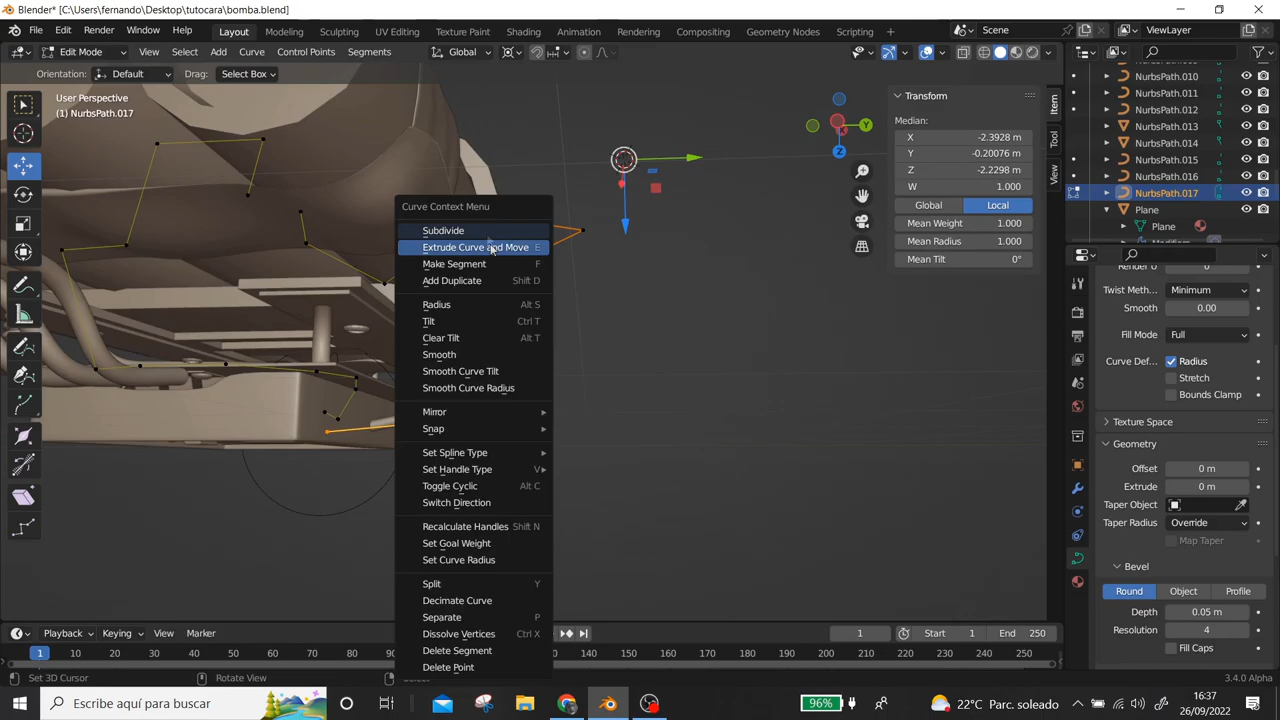 Blender* [C:\Users\fernando\Desktop\tutocara\bomba.blend]
File Edit Render Window Help Layout Modeling Sculpting UV Editing Texture Paint Shading Animation Rendering Compositing Geometry Nodes Scripting + Scene ViewLayer
Edit Mode View Select Add Curve Control Points Segments Global
Orientation: Default Drag: Select Box
User Perspective
(1) NurbsPath.017
Transform
Median:
X -2.3928 m
Y -0.20076 m
Z -2.2298 m
W 1.000
Global Local
Mean Weight 1.000
Mean Radius 1.000
Mean Tilt 0°
Item
Tool
View
Y
Z
NurbsPath.010
NurbsPath.011
NurbsPath.012
NurbsPath.013
NurbsPath.014
NurbsPath.015
NurbsPath.016
NurbsPath.017
Plane
Plane
Modifiers
Curve Context Menu
Subdivide
Extrude Curve and Move E
Make Segment F
Add Duplicate Shift D
Radius Alt S
Tilt Ctrl T
Clear Tilt Alt T
Smooth
Smooth Curve Tilt
Smooth Curve Radius
Mirror
Snap
Set Spline Type
Set Handle Type V
Toggle Cyclic Alt C
Switch Direction
Recalculate Handles Shift N
Set Goal Weight
Set Curve Radius
Split Y
Decimate Curve
Separate P
Dissolve Vertices Ctrl X
Delete Segment
Delete Point
Twist Meth... Minimum
Smooth 0.00
Fill Mode Full
Curve Def... Radius
Stretch
Bounds Clamp
Texture Space
Geometry
Offset 0 m
Extrude 0 m
Taper Object
Taper Radius Override
Map Taper
Bevel
Round Object Profile
Depth 0.05 m
Resolution 4
Fill Caps
Playback Keying View Marker
1 Start 1 End 250
1 10 20 30 40 50 60 70 80 90 130 140 150 160 170 180 190 200 210 220 230 240 250
Set 3D Cursor Rotate View Select 3.4.0 Alpha
Escribe aquí para buscar
96% 22°C Parc. soleado
16:37
26/09/2022